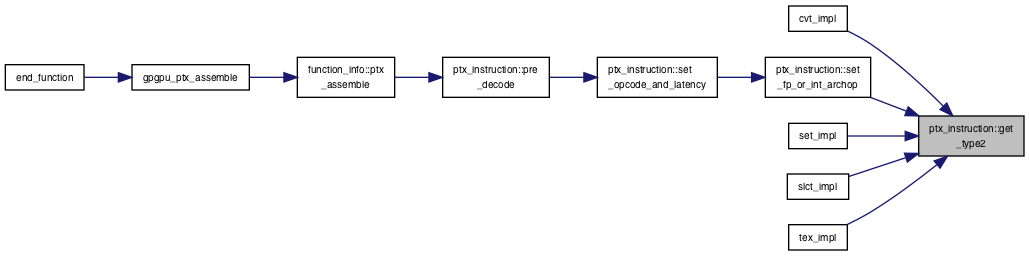 cvt_impl
end_function
gpgpu_ptx_assemble
function_info::ptx
_assemble
ptx_instruction::pre
_decode
ptx_instruction::set
_opcode_and_latency
ptx_instruction::set
_fp_or_int_archop
ptx_instruction::get
_type2
set_impl
slct_impl
tex_impl